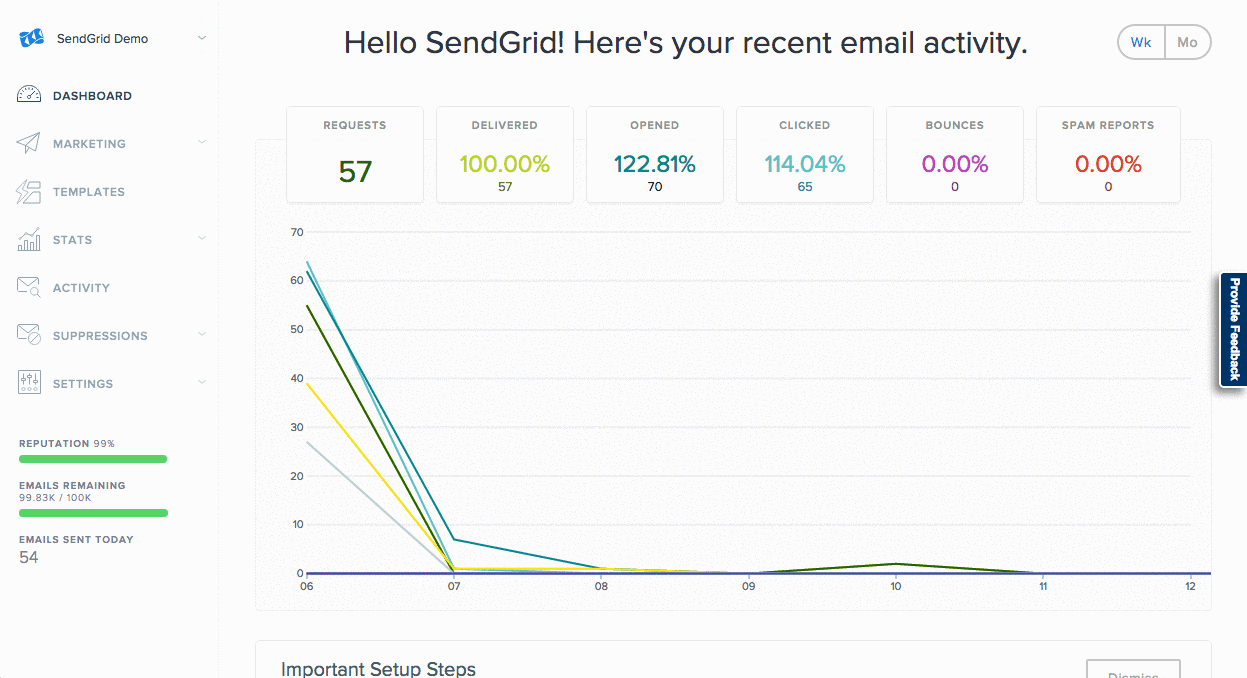 SendGrid Demo
Hello SendGrid! Here's your recent email activity.
Wk Mo
DASHBOARD
MARKETING
TEMPLATES
STATS
ACTIVITY
SUPPRESSIONS
SETTINGS
REPUTATION 99%
EMAILS REMAINING
99.83K / 100K
EMAILS SENT TODAY
54
REQUESTS
57
DELIVERED
100.00%
57
OPENED
122.81%
70
CLICKED
114.04%
65
BOUNCES
0.00%
0
SPAM REPORTS
0.00%
0
70
60
50
40
30
20
10
0
06 07 08 09 10 11 12
Provide Feedback
Important Setup Steps
Dismiss